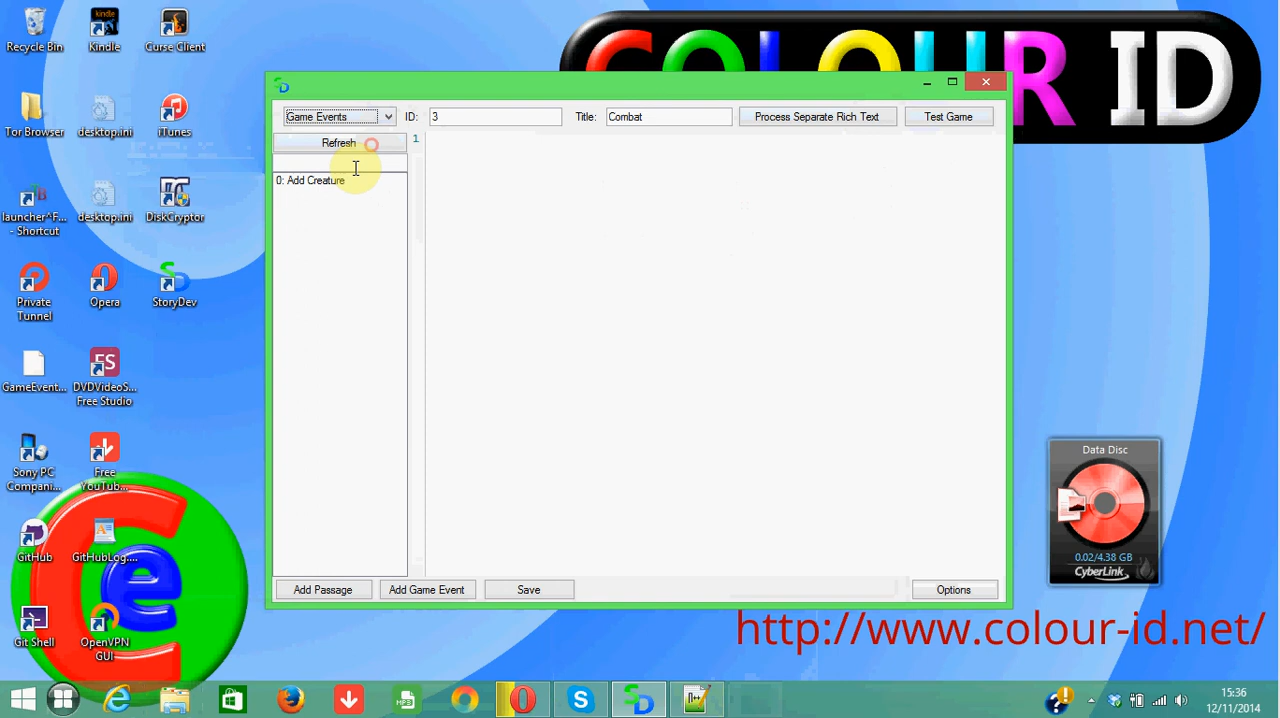 COLOUR ID
Recycle Bin
Kindle
Curse Client
Tor Browser
desktop.ini
iTunes
launcher^F...
- Shortcut
desktop.ini
DiskCryptor
Private
Tunnel
Opera
StoryDev
GameEvent...
DVDVideoS...
Free Studio
Sony PC
Compani...
Free
YouTub...
GitHub
GitHubLog....
Git Shell
OpenVPN
GUI
Game Events
ID:
3
Title:
Combat
Process Separate Rich Text
Test Game
Refresh
1
0: Add Creature
Add Passage
Add Game Event
Save
Options
Data Disc
0.02/4.38 GB
CyberLink
http://www.colour-id.net/
15:36
12/11/2014